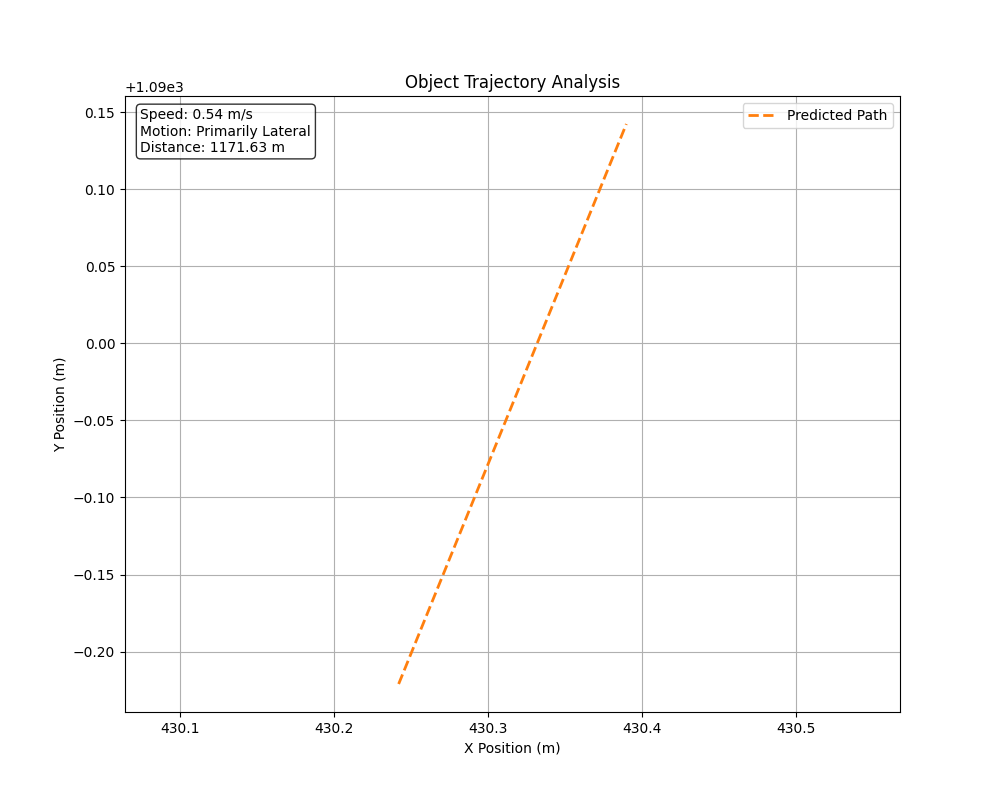 Object Trajectory Analysis
+1.09e3
Speed: 0.54 m/s
Motion: Primarily Lateral
Distance: 1171.63 m
Predicted Path
0.15
0.10
0.05
0.00
−0.05
−0.10
−0.15
−0.20
Y Position (m)
430.1 430.2 430.3 430.4 430.5
X Position (m)